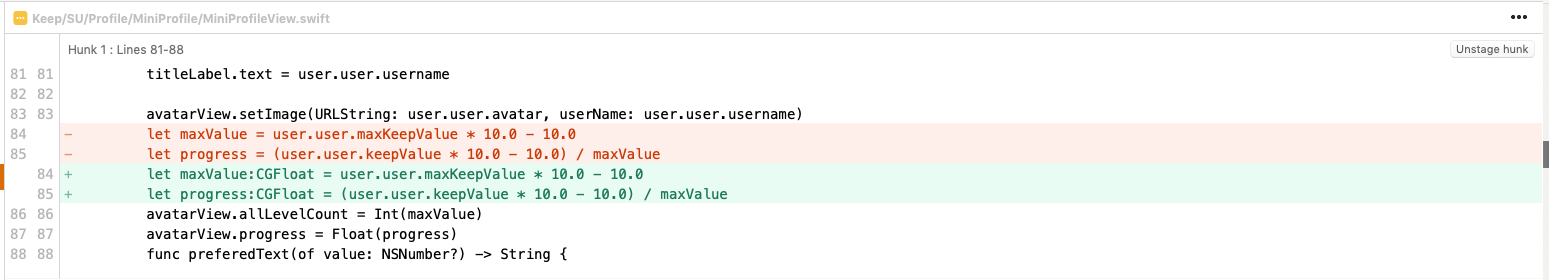 Keep/SU/Profile/MiniProfile/MiniProfileView.swift
Hunk 1 : Lines 81-88 Unstage hunk
81 81 titleLabel.text = user.user.username
82 82
83 83 avatarView.setImage(URLString: user.user.avatar, userName: user.user.username)
84 - let maxValue = user.user.maxKeepValue * 10.0 - 10.0
85 - let progress = (user.user.keepValue * 10.0 - 10.0) / maxValue
84 + let maxValue:CGFloat = user.user.maxKeepValue * 10.0 - 10.0
85 + let progress:CGFloat = (user.user.keepValue * 10.0 - 10.0) / maxValue
86 86 avatarView.allLevelCount = Int(maxValue)
87 87 avatarView.progress = Float(progress)
88 88 func preferedText(of value: NSNumber?) -> String {